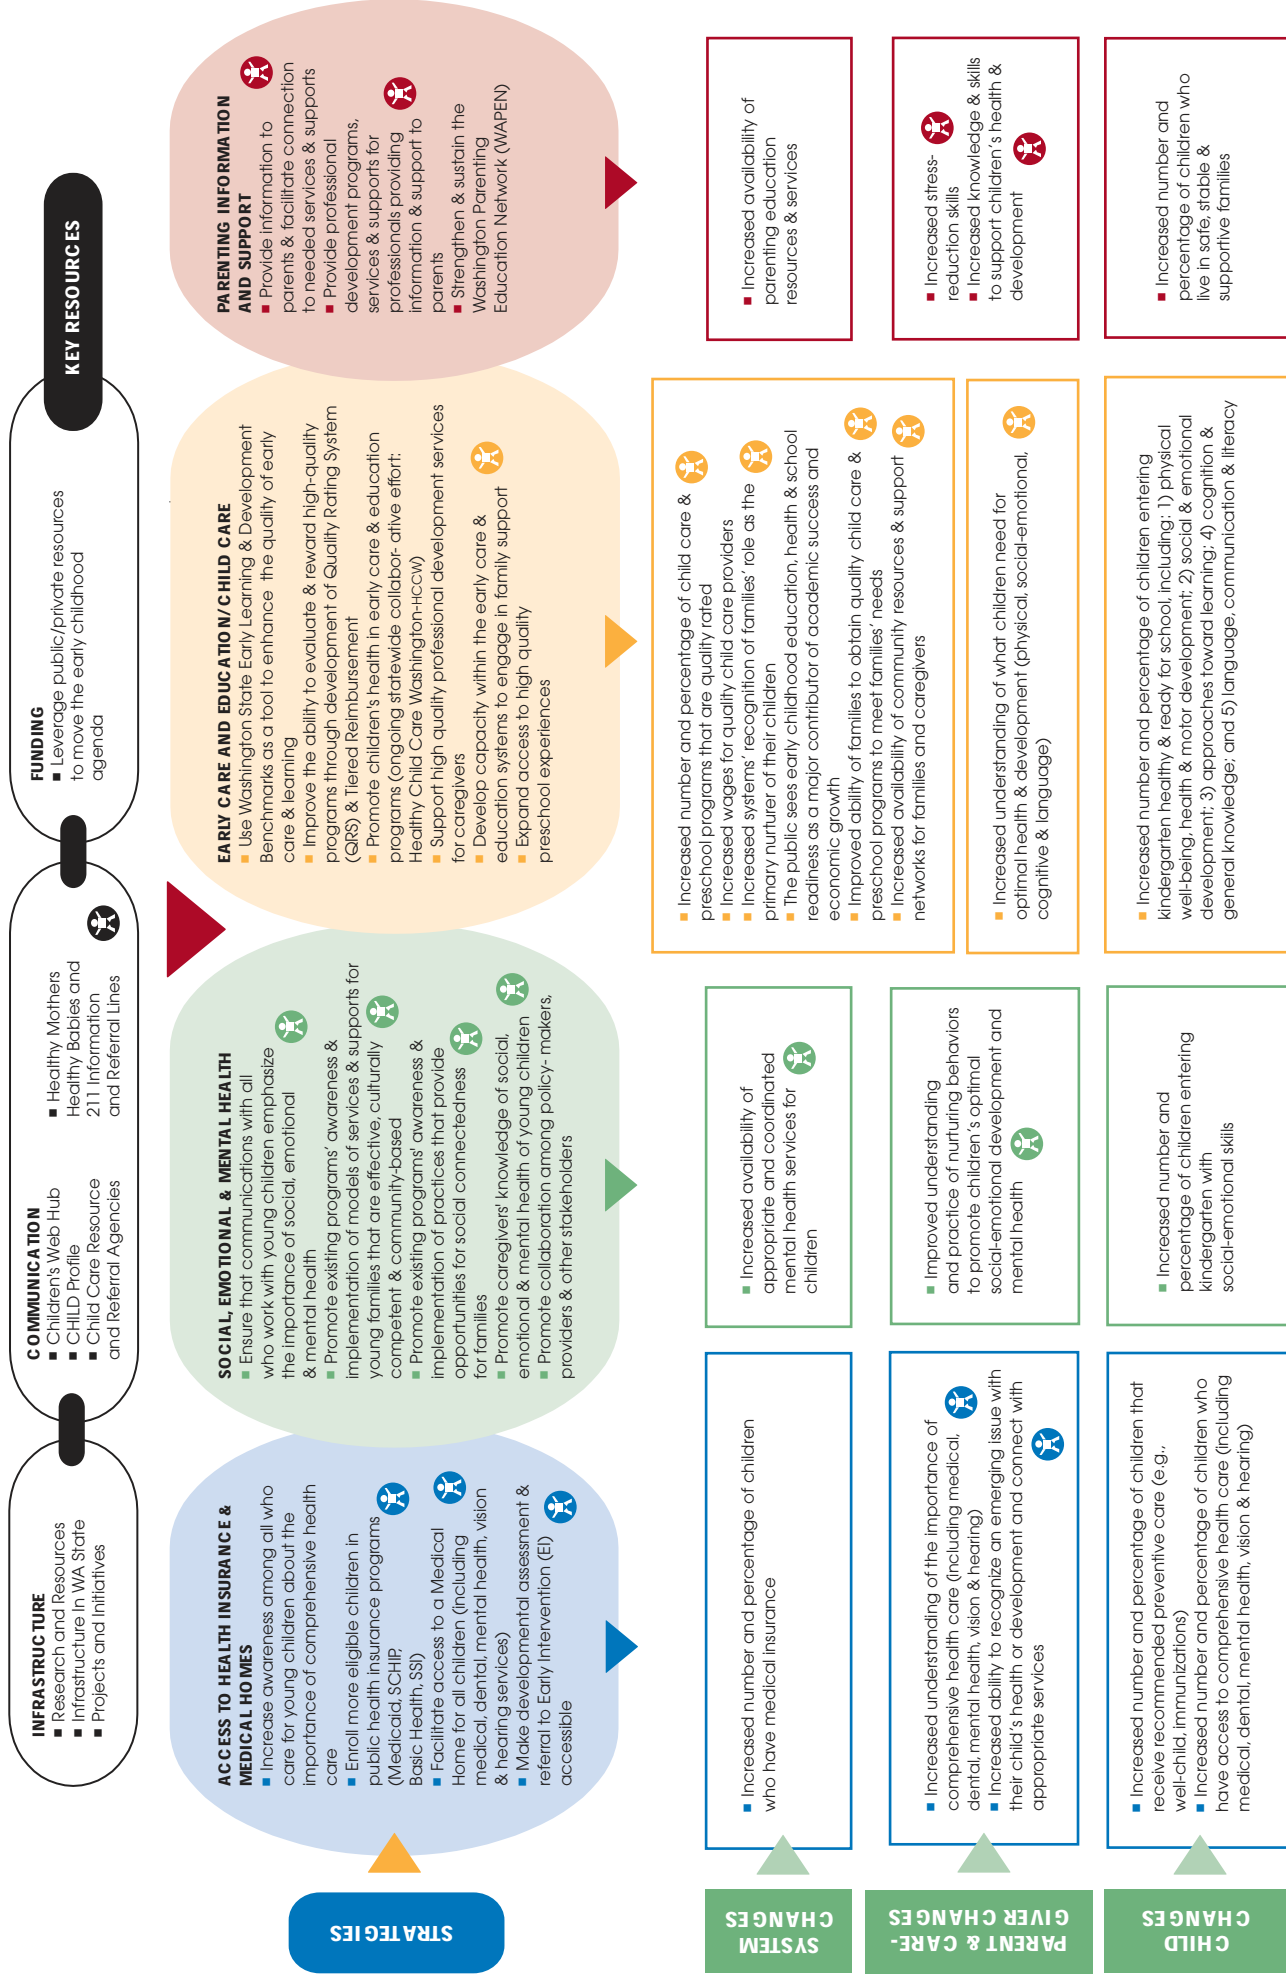 KEY RESOURCES
INFRASTRUCTURE
■ Research and Resources
■ Infrastructure In WA State
■ Projects and Initiatives
COMMUNICATION
■ Children's Web Hub
■ CHILD Profile
■ Child Care Resource
and Referral Agencies
■ Healthy Mothers
Healthy Babies and
211 Information
and Referral Lines
FUNDING
■ Leverage public/private resources
to move the early childhood
agenda
STRATEGIES
ACCESS TO HEALTH INSURANCE &
MEDICAL HOMES
■ Increase awareness among all who
care for young children about the
importance of comprehensive health
care
■ Enroll more eligible children in
public health insurance programs
(Medicaid, SCHIP,
Basic Health, SSI)
■ Facilitate access to a Medical
Home for all children (including
medical, dental, mental health, vision
& hearing services)
■ Make developmental assessment &
referral to Early Intervention (EI)
accessible
SOCIAL, EMOTIONAL & MENTAL HEALTH
■ Ensure that communications with all
who work with young children emphasize
the importance of social, emotional
& mental health
■ Promote existing programs' awareness &
implementation of models of services & supports for
young families that are effective, culturally
competent & community-based
■ Promote existing programs' awareness &
implementation of practices that provide
opportunities for social connectedness
for families
■ Promote caregivers' knowledge of social,
emotional & mental health of young children
■ Promote collaboration among policy- makers,
providers & other stakeholders
EARLY CARE AND EDUCATION/CHILD CARE
■ Use Washington State Early Learning & Development
Benchmarks as a tool to enhance the quality of early
care & learning
■ Improve the ability to evaluate & reward high-quality
programs through development of Quality Rating System
(QRS) & Tiered Reimbursement
■ Promote children's health in early care & education
programs (ongoing statewide collabor- ative effort:
Healthy Child Care Washington-HCCW)
■ Support high quality professional development services
for caregivers
■ Develop capacity within the early care &
education systems to engage in family support
■ Expand access to high quality
preschool experiences
PARENTING INFORMATION
AND SUPPORT
■ Provide information to
parents & facilitate connection
to needed services & supports
■ Provide professional
development programs,
services & supports for
professionals providing
information & support to
parents
■ Strengthen & sustain the
Washington Parenting
Education Network (WAPEN)
SYSTEM
CHANGES
■ Increased number and percentage of children
who have medical insurance
■ Increased availability of
appropriate and coordinated
mental health services for
children
■ Increased number and percentage of child care &
preschool programs that are quality rated
■ Increased wages for quality child care providers
■ Increased systems' recognition of families' role as the
primary nurturer of their children
■ The public sees early childhood education, health & school
readiness as a major contributor of academic success and
economic growth
■ Improved ability of families to obtain quality child care &
preschool programs to meet families' needs
■ Increased availability of community resources & support
networks for families and caregivers
■ Increased availability of
parenting education
resources & services
PARENT & CARE-
GIVER CHANGES
■ Increased understanding of the importance of
comprehensive health care (including medical,
dental, mental health, vision & hearing)
■ Increased ability to recognize an emerging issue with
their child's health or development and connect with
appropriate services
■ Improved understanding
and practice of nurturing behaviors
to promote children's optimal
social-emotional development and
mental health
■ Increased understanding of what children need for
optimal health & development (physical, social-emotional,
cognitive & language)
■ Increased stress-
reduction skills
■ Increased knowledge & skills
to support children's health &
development
CHILD
CHANGES
■ Increased number and percentage of children that
receive recommended preventive care (e.g.,
well-child, immunizations)
■ Increased number and percentage of children who
have access to comprehensive health care (including
medical, dental, mental health, vision & hearing)
■ Increased number and
percentage of children entering
kindergarten with
social-emotional skills
■ Increased number and percentage of children entering
kindergarten healthy & ready for school, including: 1) physical
well-being, health & motor development; 2) social & emotional
development; 3) approaches toward learning; 4) cognition &
general knowledge; and 5) language, communication & literacy
■ Increased number and
percentage of children who
live in safe, stable &
supportive families